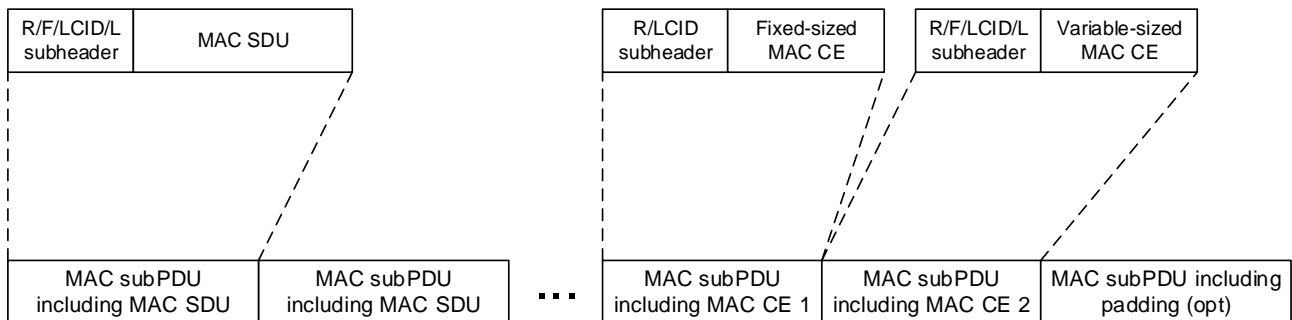 R/F/LCID/L
subheader
MAC SDU
R/LCID
subheader
Fixed-sized
MAC CE
R/F/LCID/L
subheader
Variable-sized
MAC CE
MAC subPDU
including MAC SDU
MAC subPDU
including MAC SDU
...
MAC subPDU
including MAC CE 1
MAC subPDU
including MAC CE 2
MAC subPDU including
padding (opt)